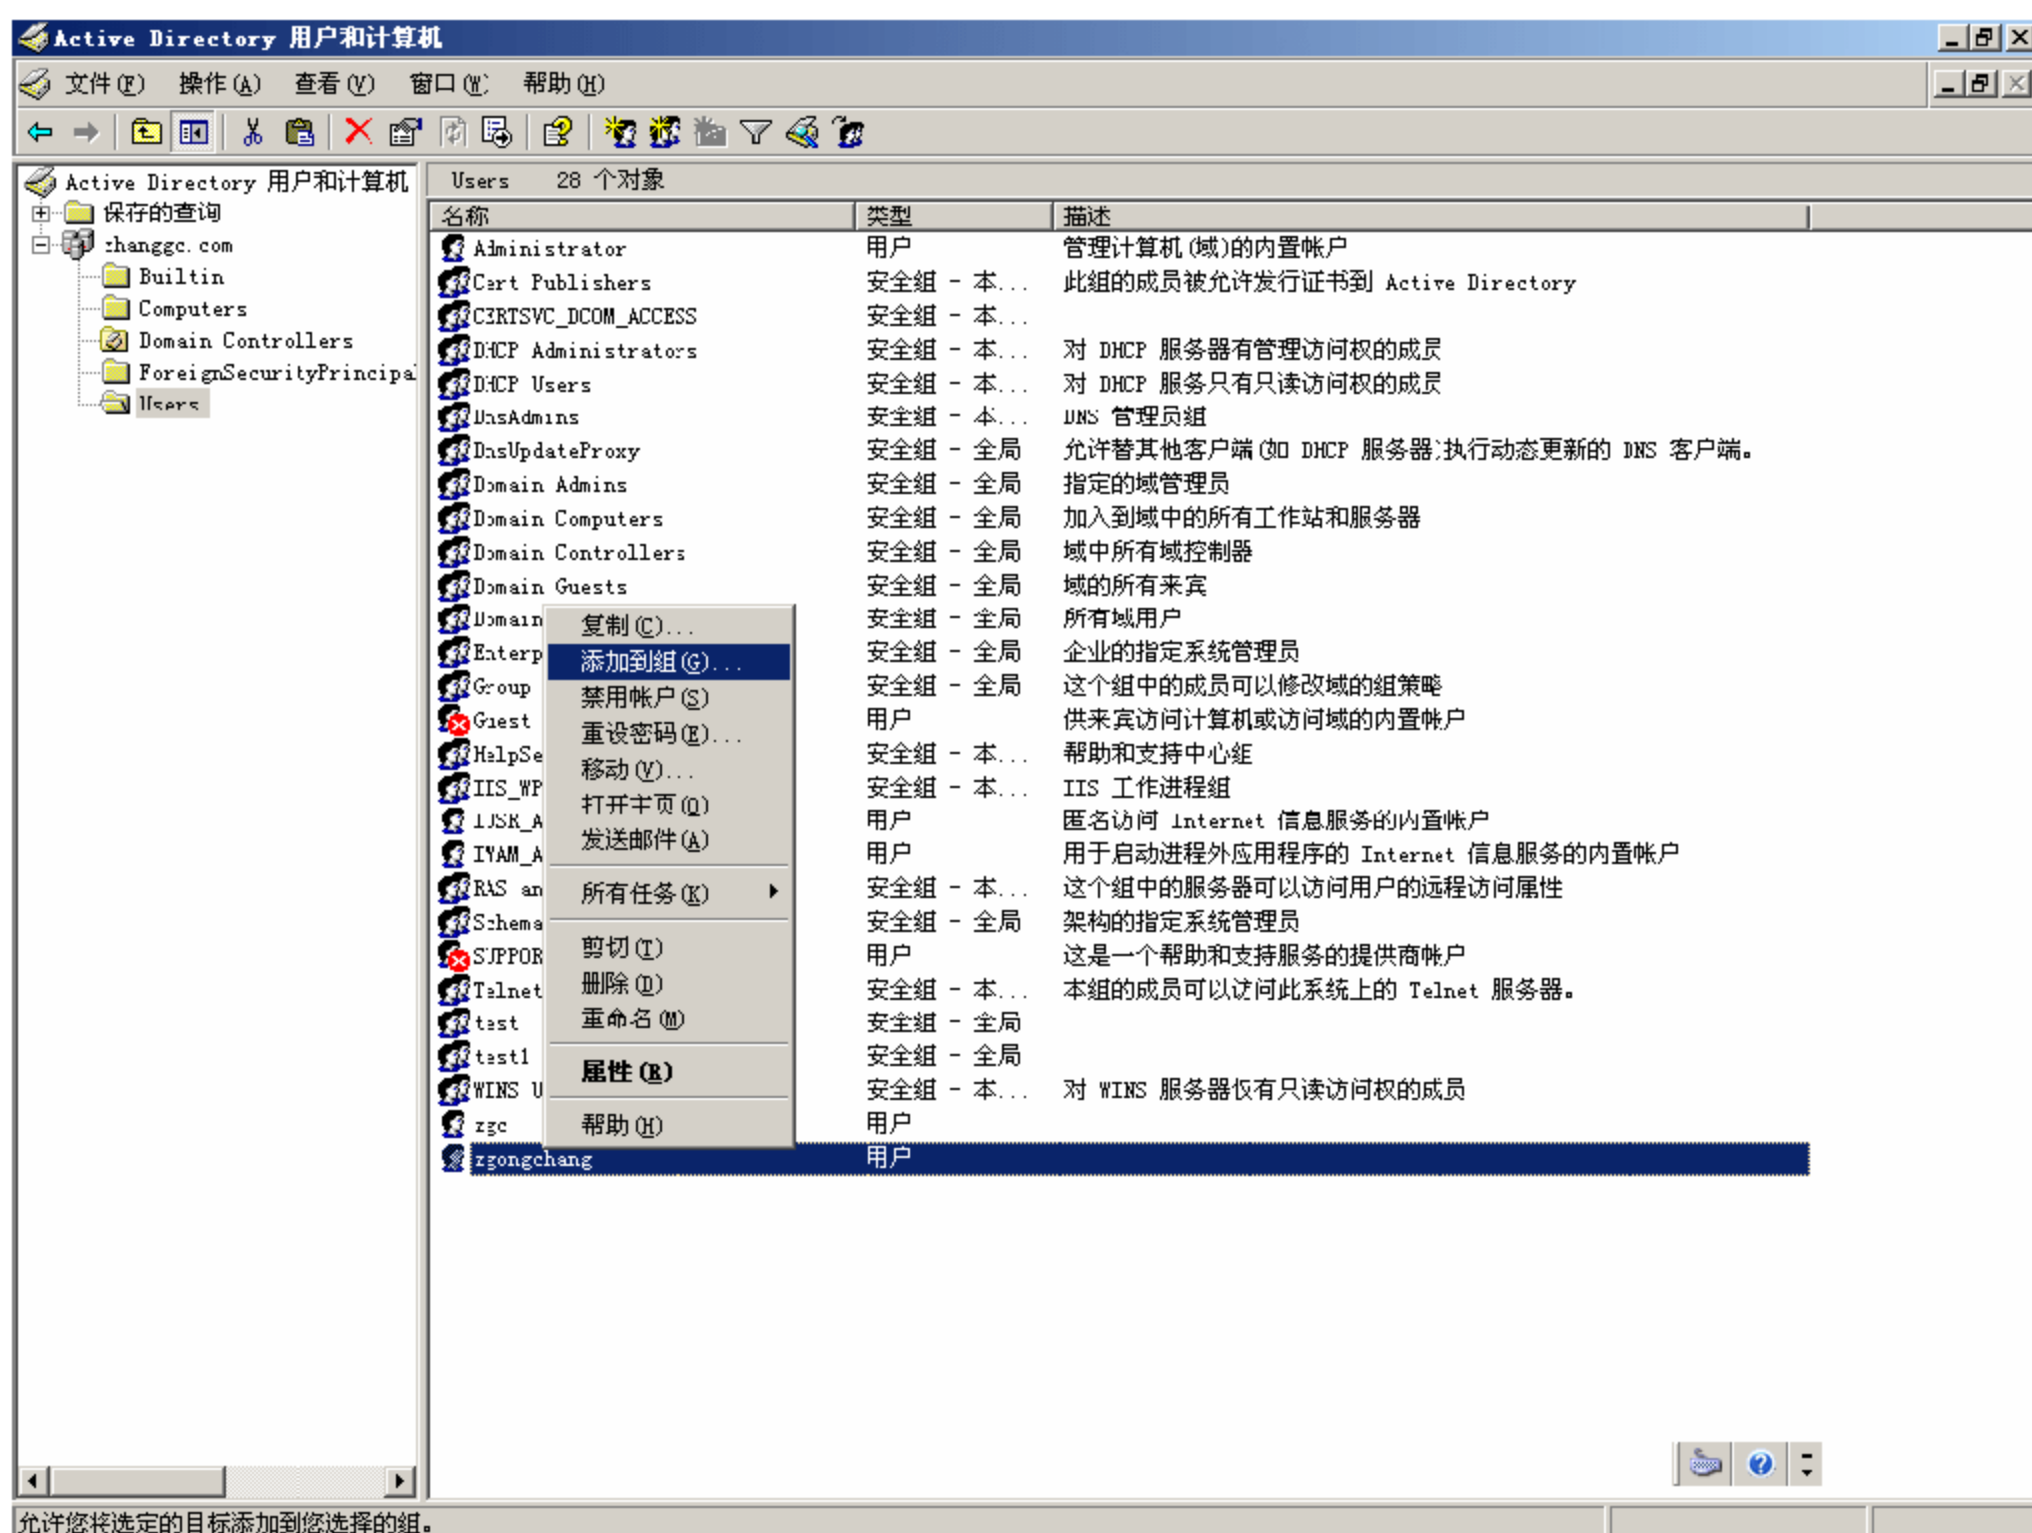 Active Directory 用户和计算机
文件(F) 操作(A) 查看(V) 窗口(W) 帮助(H)
Active Directory 用户和计算机
保存的查询
zhanggc.com
Builtin
Computers
Domain Controllers
ForeignSecurityPrincipal
Users
Users 28 个对象
名称 类型 描述
Administrator 用户 管理计算机(域)的内置帐户
Cert Publishers 安全组 - 本... 此组的成员被允许发行证书到 Active Directory
CERTSVC_DCOM_ACCESS 安全组 - 本...
DHCP Administrators 安全组 - 本... 对 DHCP 服务器有管理访问权的成员
DHCP Users 安全组 - 本... 对 DHCP 服务只有只读访问权的成员
DnsAdmins 安全组 - 本... DNS 管理员组
DnsUpdateProxy 安全组 - 全局 允许替其他客户端(如 DHCP 服务器)执行动态更新的 DNS 客户端。
Domain Admins 安全组 - 全局 指定的域管理员
Domain Computers 安全组 - 全局 加入到域中的所有工作站和服务器
Domain Controllers 安全组 - 全局 域中所有域控制器
Domain Guests 安全组 - 全局 域的所有来宾
Domain 安全组 - 全局 所有域用户
Enterp 安全组 - 全局 企业的指定系统管理员
Group 安全组 - 全局 这个组中的成员可以修改域的组策略
Guest 用户 供来宾访问计算机或访问域的内置帐户
HelpSe 安全组 - 本... 帮助和支持中心组
IIS_WP 安全组 - 本... IIS 工作进程组
IUSR_A 用户 匿名访问 Internet 信息服务的内置帐户
IWAM_A 用户 用于启动进程外应用程序的 Internet 信息服务的内置帐户
RAS an 安全组 - 本... 这个组中的服务器可以访问用户的远程访问属性
Schema 安全组 - 全局 架构的指定系统管理员
SUPPOR 用户 这是一个帮助和支持服务的提供商帐户
Telnet 安全组 - 本... 本组的成员可以访问此系统上的 Telnet 服务器。
test 安全组 - 全局
test1 安全组 - 全局
WINS U 安全组 - 本... 对 WINS 服务器仅有只读访问权的成员
zgc 用户
zgongchang 用户
复制(C)...
添加到组(G)...
禁用帐户(S)
重设密码(E)...
移动(V)...
打开主页(O)
发送邮件(A)
所有任务(K)
剪切(T)
删除(D)
重命名(M)
属性(R)
帮助(H)
允许您将选定的目标添加到您选择的组。